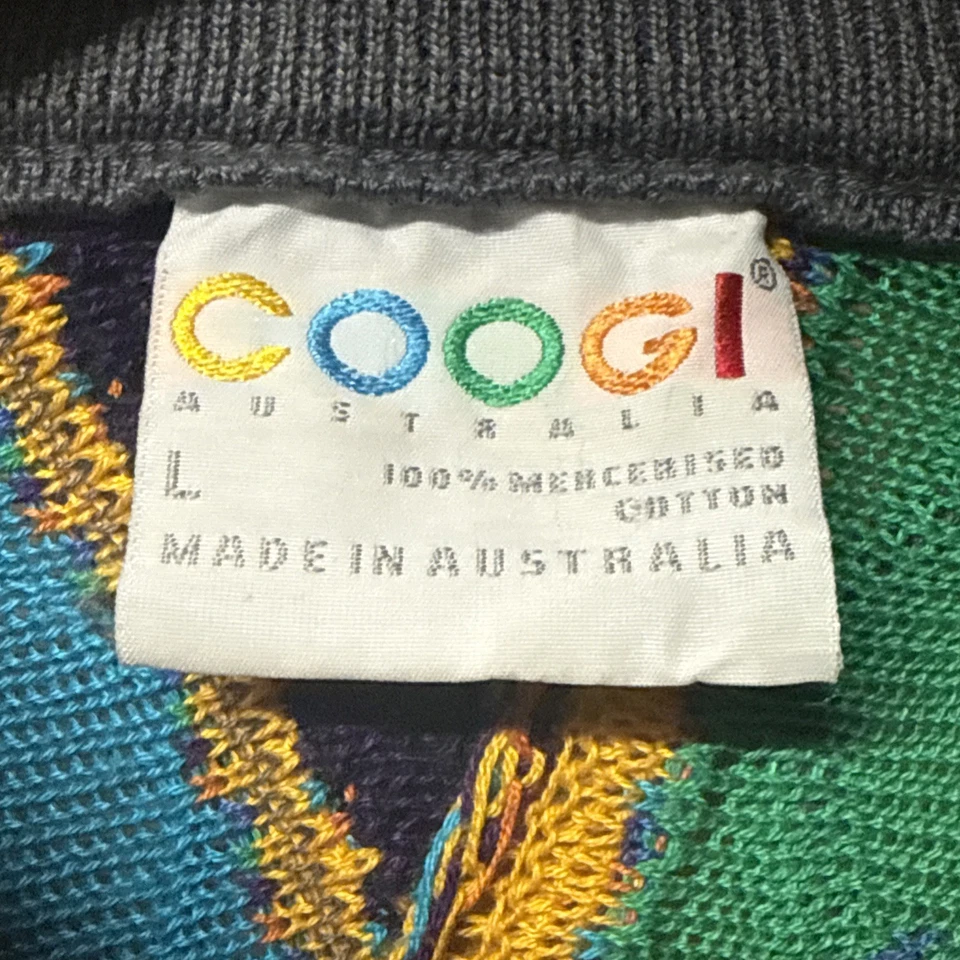 COOGI®
AUSTRALIA
L 100% MERCERISED
COTTON
MADE IN AUSTRALIA